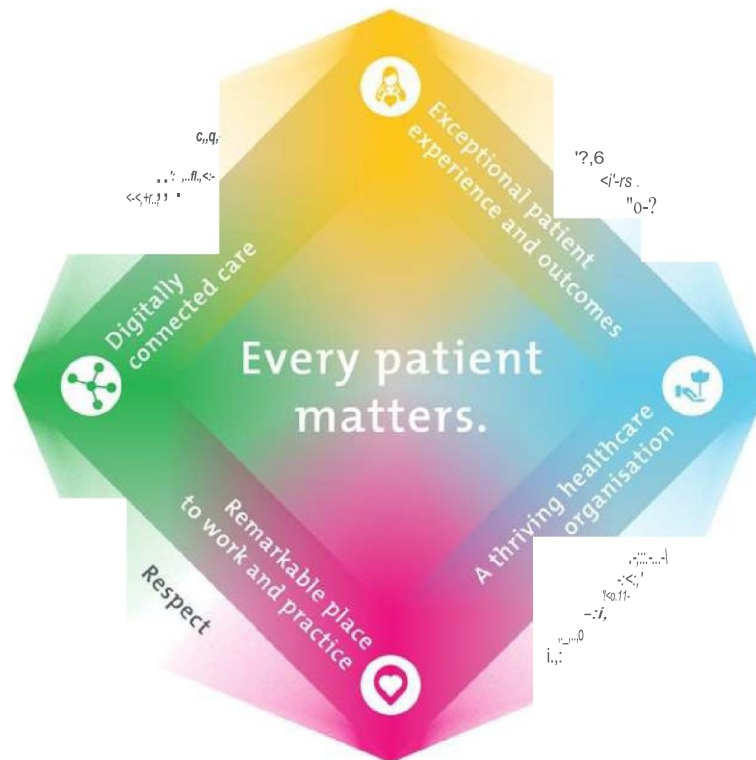 Exceptional patient
experience and outcomes
Digitally
connected care
Every patient
matters.
A thriving healthcare
organisation
Remarkable place
to work and practice
Respect